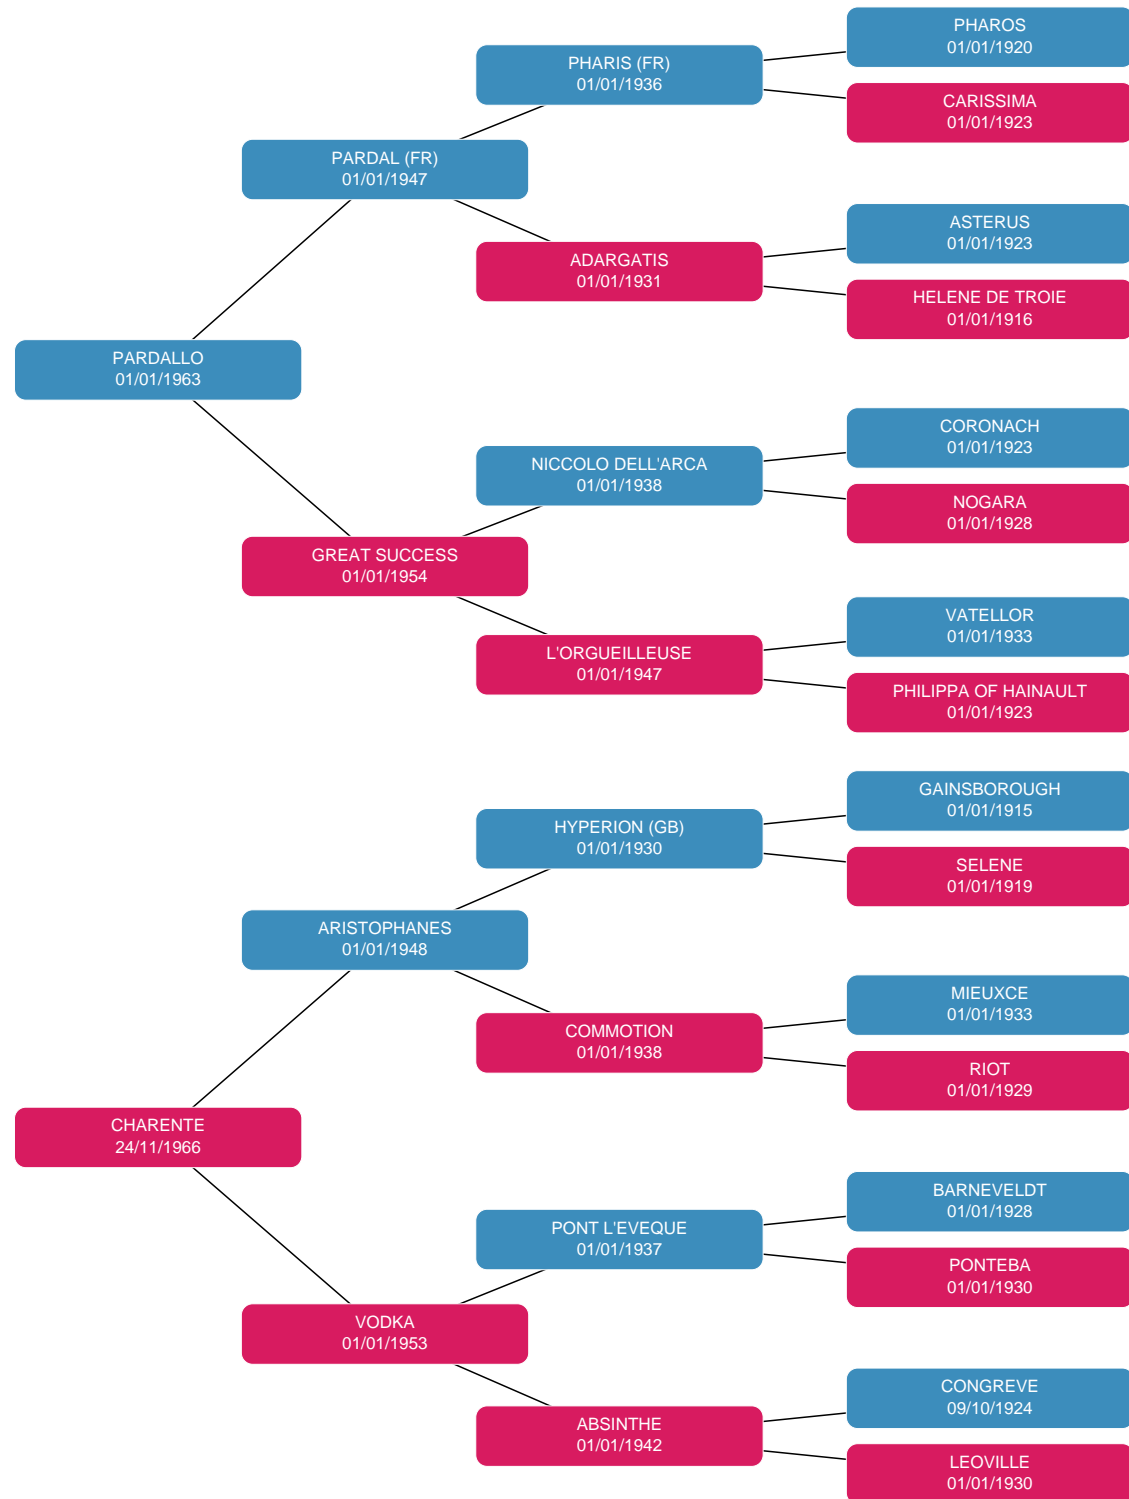 PHAROS
01/01/1920
PHARIS (FR)
01/01/1936
CARISSIMA
01/01/1923
PARDAL (FR)
01/01/1947
ASTERUS
01/01/1923
ADARGATIS
01/01/1931
HELENE DE TROIE
01/01/1916
PARDALLO
01/01/1963
CORONACH
01/01/1923
NICCOLO DELL'ARCA
01/01/1938
NOGARA
01/01/1928
GREAT SUCCESS
01/01/1954
VATELLOR
01/01/1933
L'ORGUEILLEUSE
01/01/1947
PHILIPPA OF HAINAULT
01/01/1923
GAINSBOROUGH
01/01/1915
HYPERION (GB)
01/01/1930
SELENE
01/01/1919
ARISTOPHANES
01/01/1948
MIEUXCE
01/01/1933
COMMOTION
01/01/1938
RIOT
01/01/1929
CHARENTE
24/11/1966
BARNEVELDT
01/01/1928
PONT L'EVEQUE
01/01/1937
PONTEBA
01/01/1930
VODKA
01/01/1953
CONGREVE
09/10/1924
ABSINTHE
01/01/1942
LEOVILLE
01/01/1930